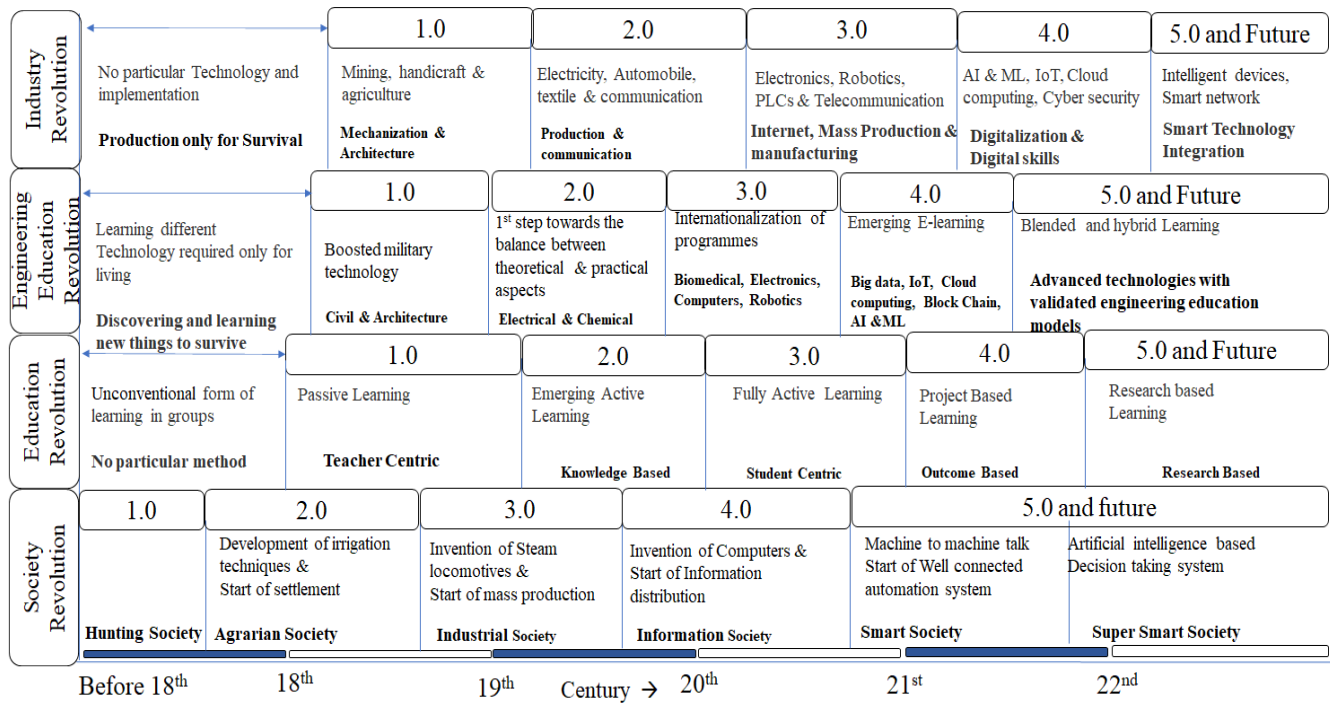 Industry
Revolution
1.0
2.0
3.0
4.0
5.0 and Future
No particular Technology and
implementation
Production only for Survival
Mining, handicraft &
agriculture
Mechanization &
Architecture
Electricity, Automobile,
textile & communication
Production &
communication
Electronics, Robotics,
PLCs & Telecommunication
Internet, Mass Production &
manufacturing
AI & ML, IoT, Cloud
computing, Cyber security
Digitalization &
Digital skills
Intelligent devices,
Smart network
Smart Technology
Integration
Engineering
Education
Revolution
1.0
2.0
3.0
4.0
5.0 and Future
Learning different
Technology required only for
living
Discovering and learning
new things to survive
Boosted military
technology
Civil & Architecture
1st step towards the
balance between
theoretical & practical
aspects
Electrical & Chemical
Internationalization of
programmes
Biomedical, Electronics,
Computers, Robotics
Emerging E-learning
Big data, IoT, Cloud
computing, Block Chain,
AI &ML
Blended and hybrid Learning
Advanced technologies with
validated engineering education
models
Education
Revolution
1.0
2.0
3.0
4.0
5.0 and Future
Unconventional form of
learning in groups
No particular method
Passive Learning
Teacher Centric
Emerging Active
Learning
Knowledge Based
Fully Active Learning
Student Centric
Project Based
Learning
Outcome Based
Research based
Learning
Research Based
Society
Revolution
1.0
2.0
3.0
4.0
5.0 and future
Hunting Society
Development of irrigation
techniques &
Start of settlement
Agrarian Society
Invention of Steam
locomotives &
Start of mass production
Industrial Society
Invention of Computers &
Start of Information
distribution
Information Society
Machine to machine talk
Start of Well connected
automation system
Smart Society
Artificial intelligence based
Decision taking system
Super Smart Society
Before 18th
18th
19th
Century →
20th
21st
22nd